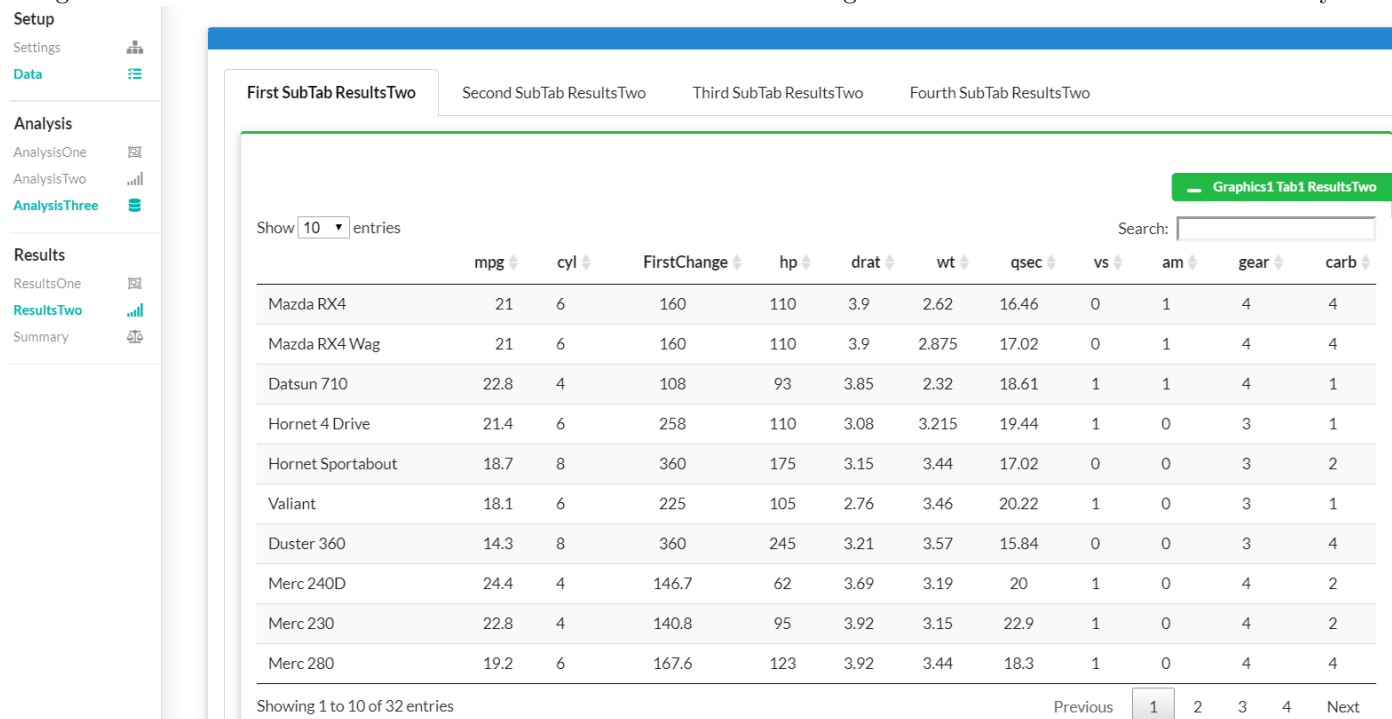 Setup
Settings
Data
Analysis
AnalysisOne
AnalysisTwo
AnalysisThree
Results
ResultsOne
ResultsTwo
Summary
First SubTab ResultsTwo Second SubTab ResultsTwo Third SubTab ResultsTwo Fourth SubTab ResultsTwo
Graphics1 Tab1 ResultsTwo
Show 10 entries Search:
mpg cyl FirstChange hp drat wt qsec vs am gear carb
Mazda RX4 21 6 160 110 3.9 2.62 16.46 0 1 4 4
Mazda RX4 Wag 21 6 160 110 3.9 2.875 17.02 0 1 4 4
Datsun 710 22.8 4 108 93 3.85 2.32 18.61 1 1 4 1
Hornet 4 Drive 21.4 6 258 110 3.08 3.215 19.44 1 0 3 1
Hornet Sportabout 18.7 8 360 175 3.15 3.44 17.02 0 0 3 2
Valiant 18.1 6 225 105 2.76 3.46 20.22 1 0 3 1
Duster 360 14.3 8 360 245 3.21 3.57 15.84 0 0 3 4
Merc 240D 24.4 4 146.7 62 3.69 3.19 20 1 0 4 2
Merc 230 22.8 4 140.8 95 3.92 3.15 22.9 1 0 4 2
Merc 280 19.2 6 167.6 123 3.92 3.44 18.3 1 0 4 4
Showing 1 to 10 of 32 entries Previous 1 2 3 4 Next